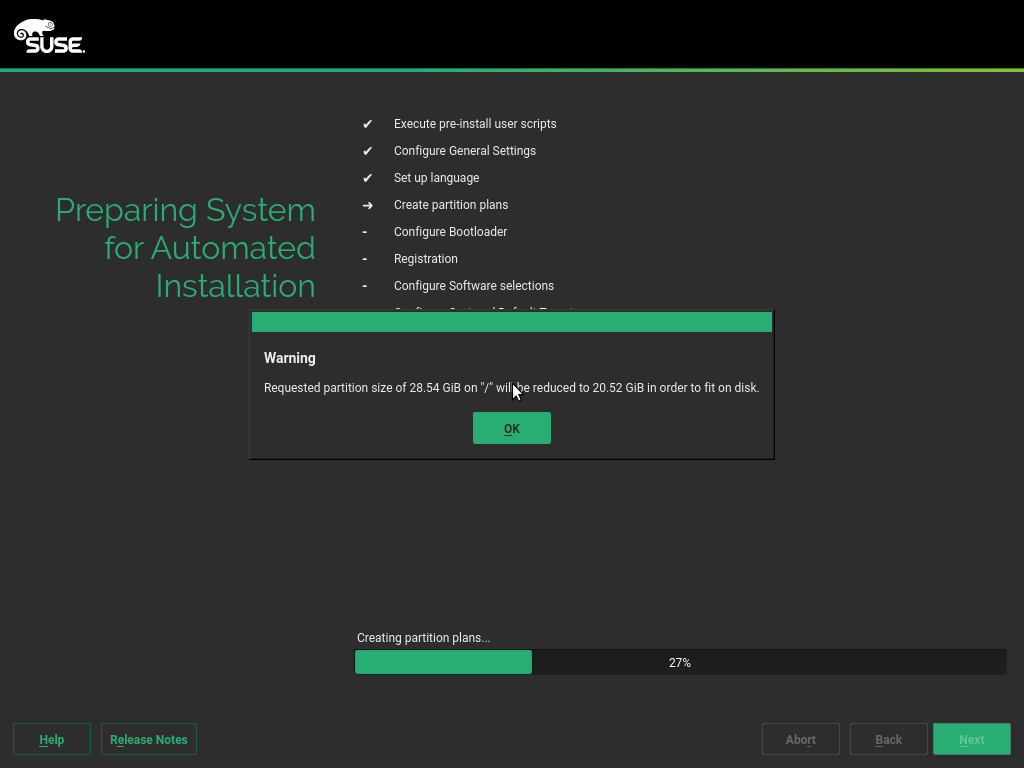 SUSE.
Execute pre-install user scripts
Configure General Settings
Set up language
Create partition plans
Configure Bootloader
Registration
Configure Software selections
Preparing System
for Automated
Installation
Warning
Requested partition size of 28.54 GiB on "/" will be reduced to 20.52 GiB in order to fit on disk.
OK
Creating partition plans...
27%
Help
Release Notes
Abort
Back
Next